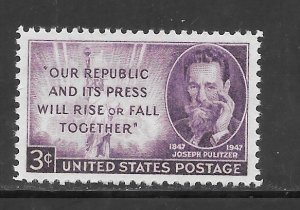 "OUR REPUBLIC
AND ITS PRESS
WILL RISE OR FALL
TOGETHER"
1847 1947
JOSEPH PULITZER
3¢ UNITED STATES POSTAGE